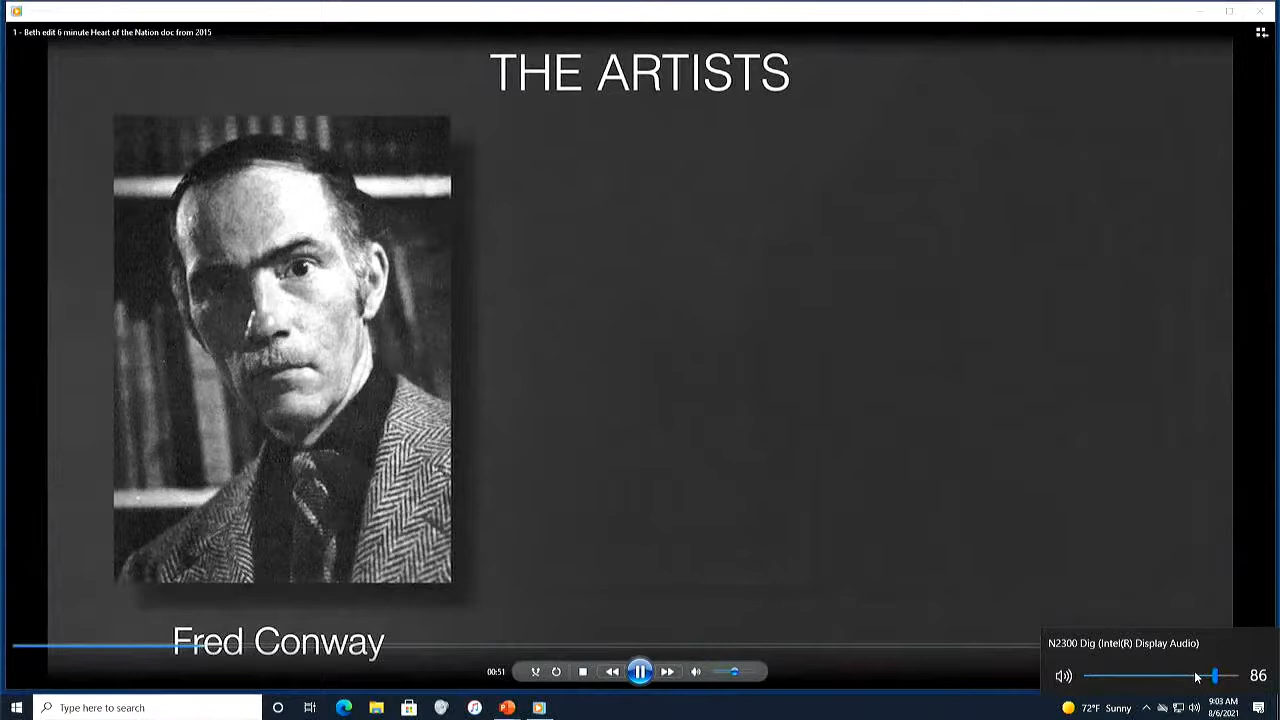 1 - Beth edit 6 minute Heart of the Nation doc from 2015
THE ARTISTS
Fred Conway
N2300 Dig (Intel(R) Display Audio)
00:51
86
Type here to search
72°F Sunny
9:03 AM
8/6/2021